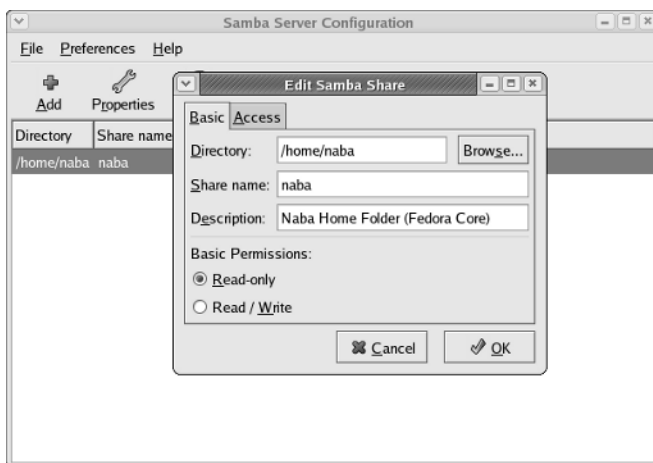 Samba Server Configuration
File Preferences Help
Add Properties
Edit Samba Share
Basic Access
Directory Share name
/home/naba naba
Directory: /home/naba Browse...
Share name: naba
Description: Naba Home Folder (Fedora Core)
Basic Permissions:
Read-only
Read / Write
Cancel OK